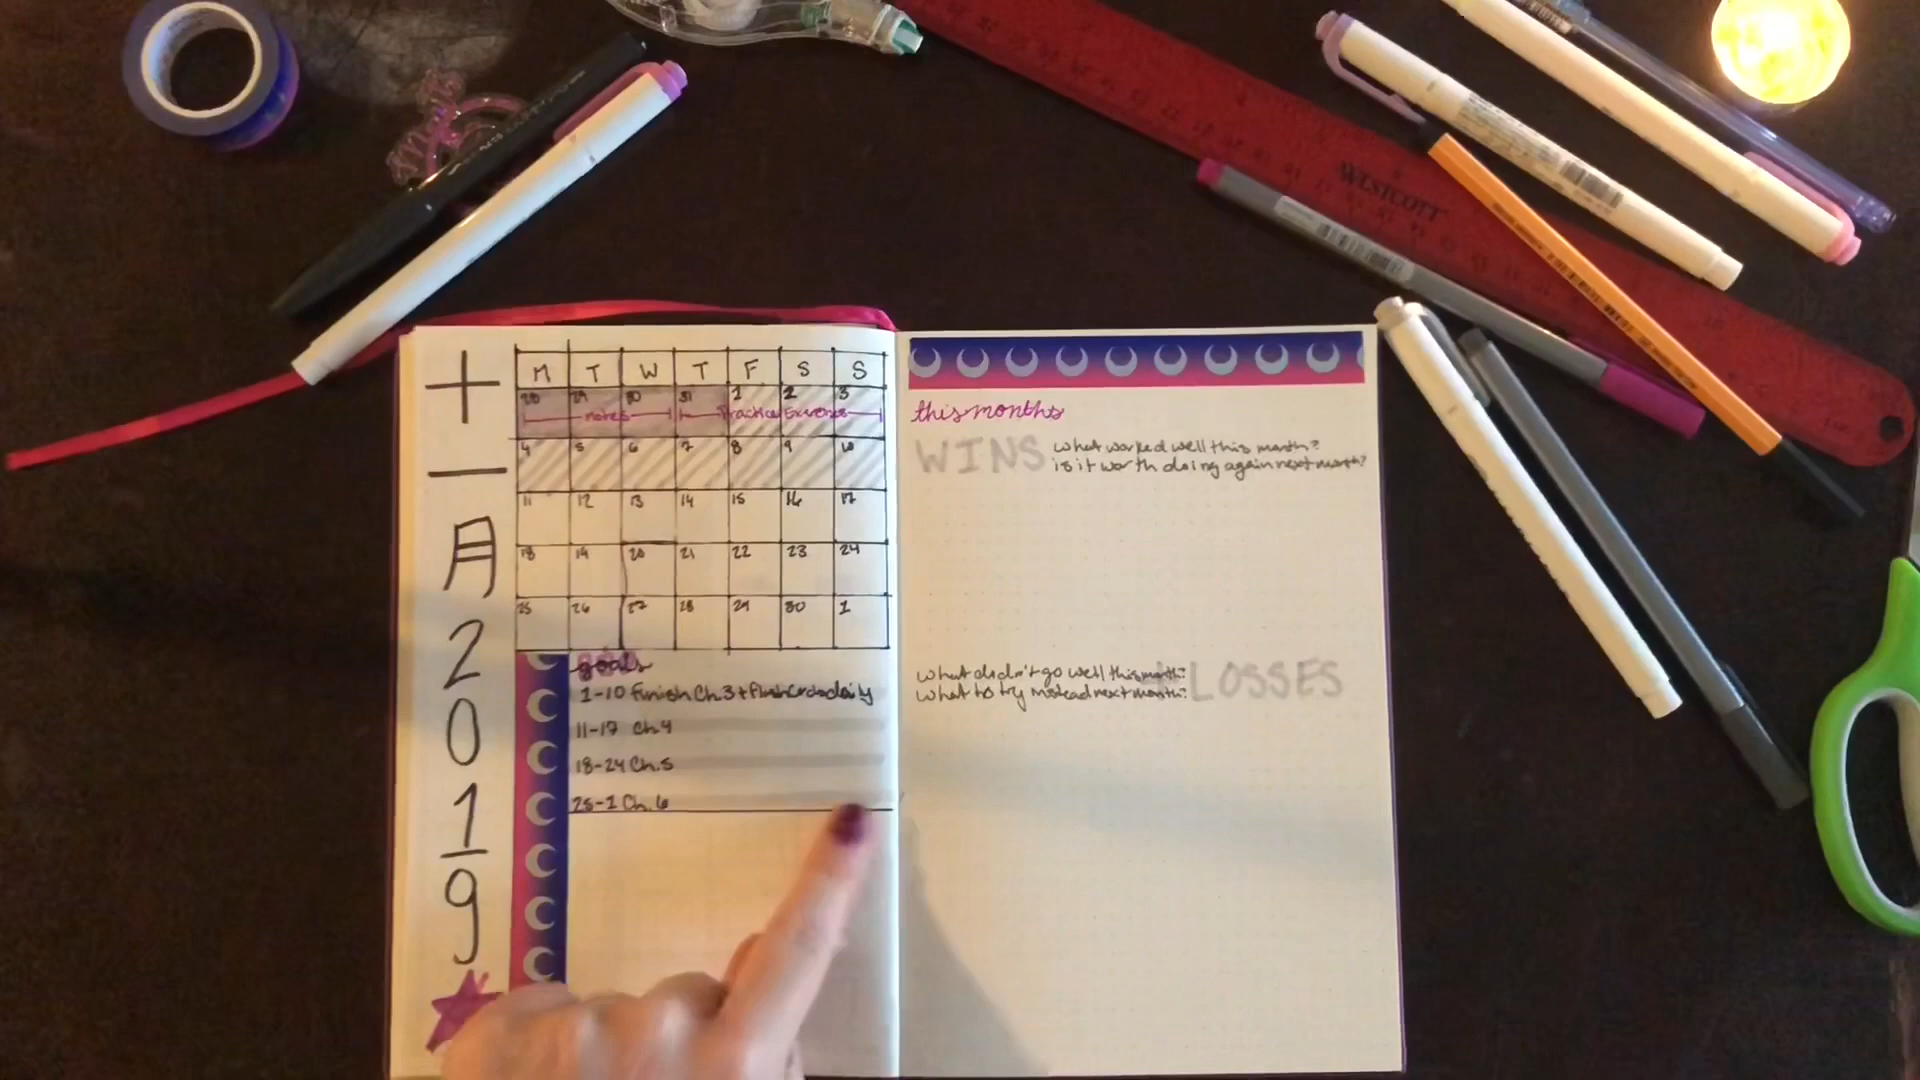 WESTCOTT
十
一
月
2
0
1
9
M T W T F S S
28 29 30 31 1 2 3
notes Practice Exercises
4 5 6 7 8 9 10
11 12 13 14 15 16 17
18 19 20 21 22 23 24
25 26 27 28 29 30 1
goals
1-10 Finish Ch.3 + Flashcards daily
11-17 Ch.4
18-24 Ch.5
25-1 Ch.6
this months
WINS
what worked well this month?
is it worth doing again next month?
What didn't go well this month?
What to try instead next month?
+LOSSES